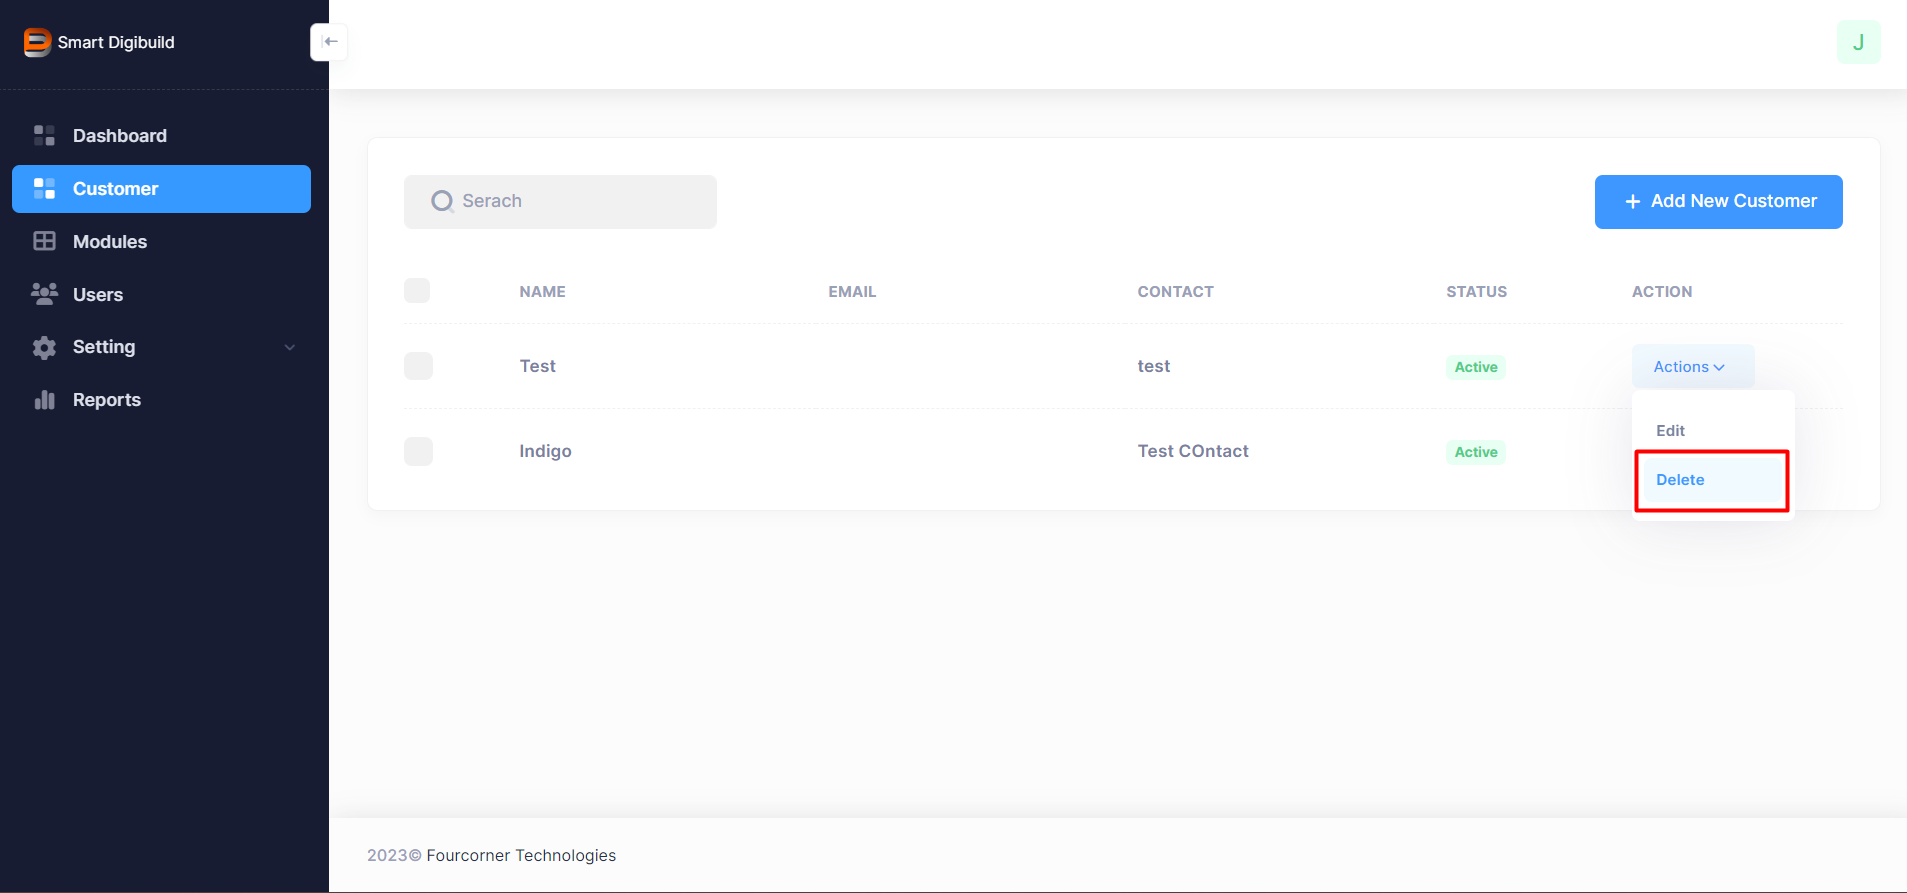 Smart Digibuild
J
Dashboard
Customer
Modules
Users
Setting
Reports
Serach
+ Add New Customer
NAME EMAIL CONTACT STATUS ACTION
Test test Active Actions
Indigo Test COntact Active
Edit
Delete
2023© Fourcorner Technologies